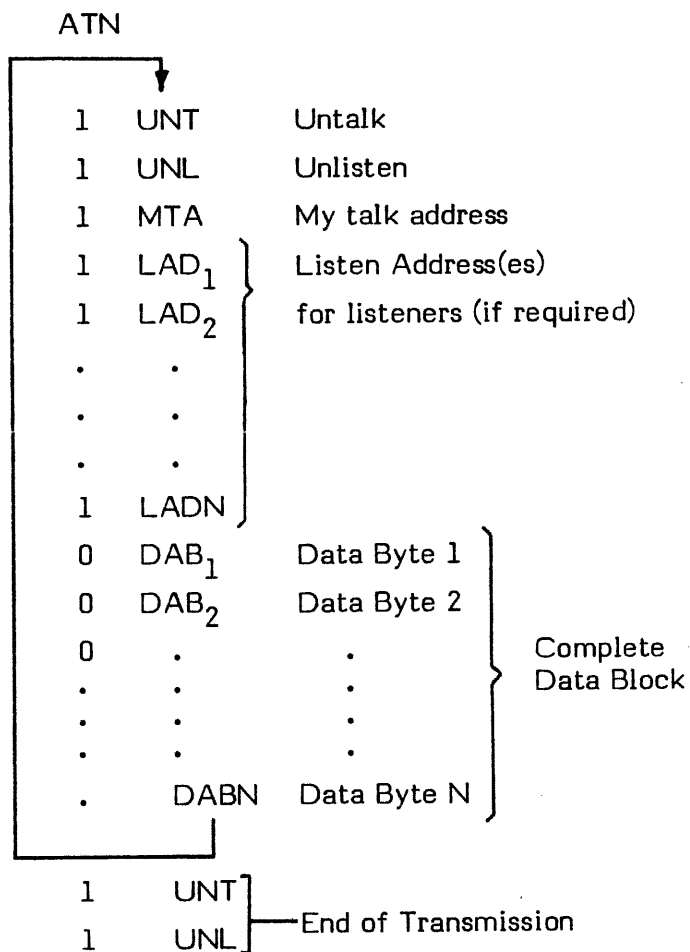 ATN
1 UNT Untalk
1 UNL Unlisten
1 MTA My talk address
1 LAD1 Listen Address(es)
1 LAD2 for listeners (if required)
. .
. .
. .
1 LADN
0 DAB1 Data Byte 1
0 DAB2 Data Byte 2
0 . . Complete
. . . Data Block
. . .
. . .
. DABN Data Byte N
1 UNT
End of Transmission
1 UNL